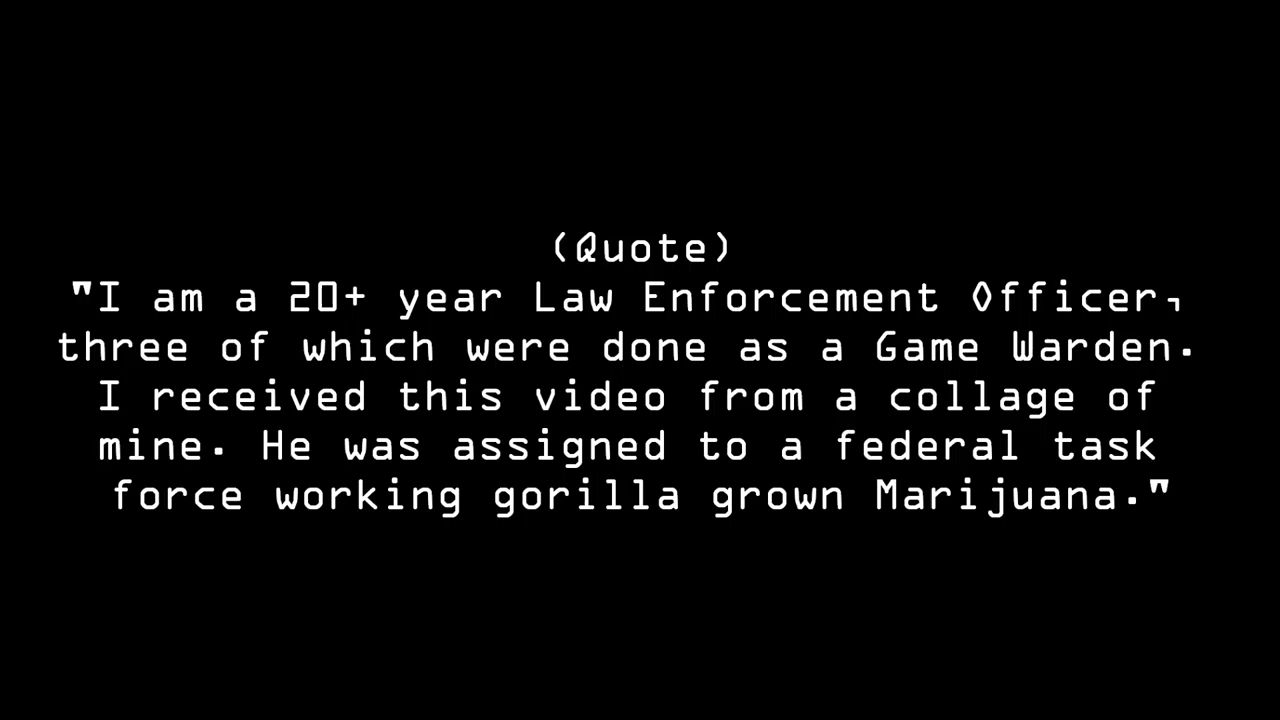 (Quote)
"I am a 20+ year Law Enforcement Officer,
three of which were done as a Game Warden.
I received this video from a collage of
mine. He was assigned to a federal task
force working gorilla grown Marijuana."